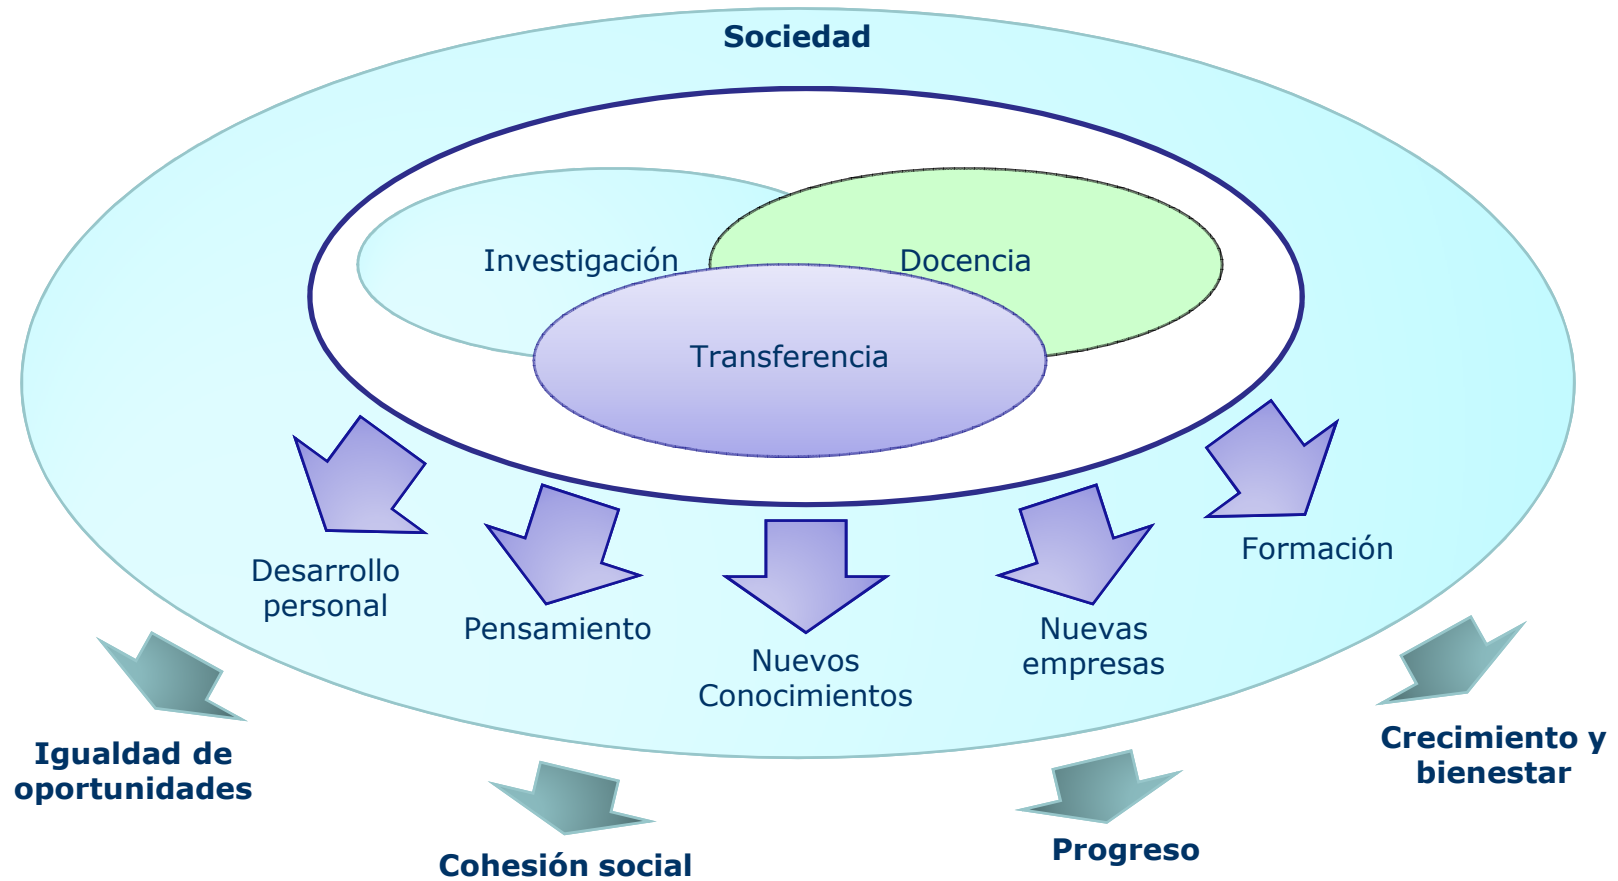 Sociedad
Investigación
Docencia
Transferencia
Desarrollo
personal
Pensamiento
Nuevos
Conocimientos
Nuevas
empresas
Formación
Igualdad de
oportunidades
Cohesión social
Progreso
Crecimiento y
bienestar